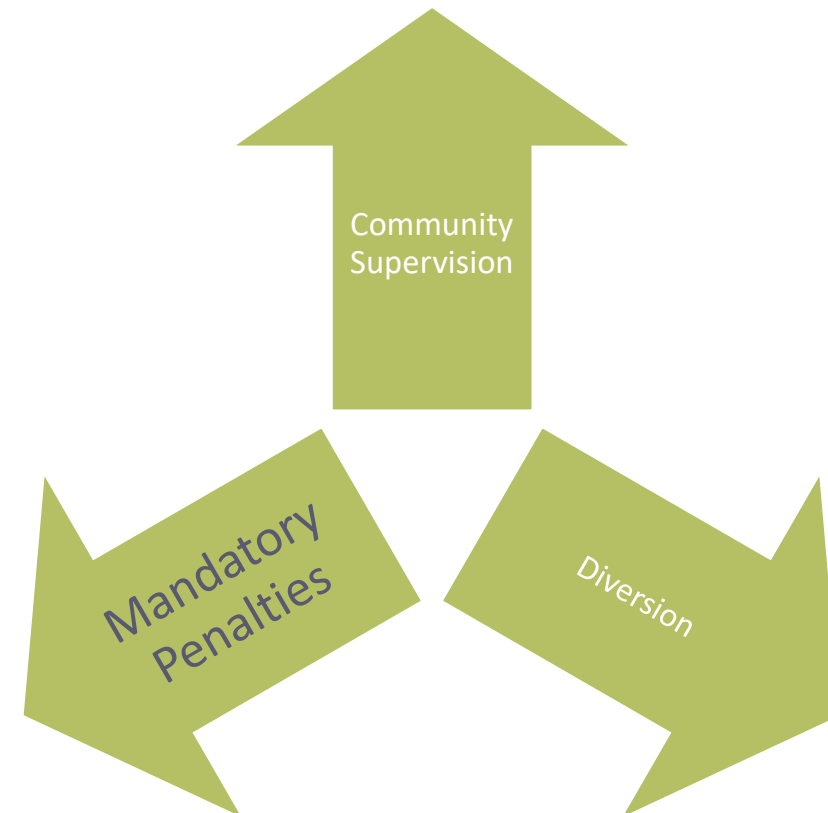 Community
Supervision
Mandatory
Penalties
Diversion